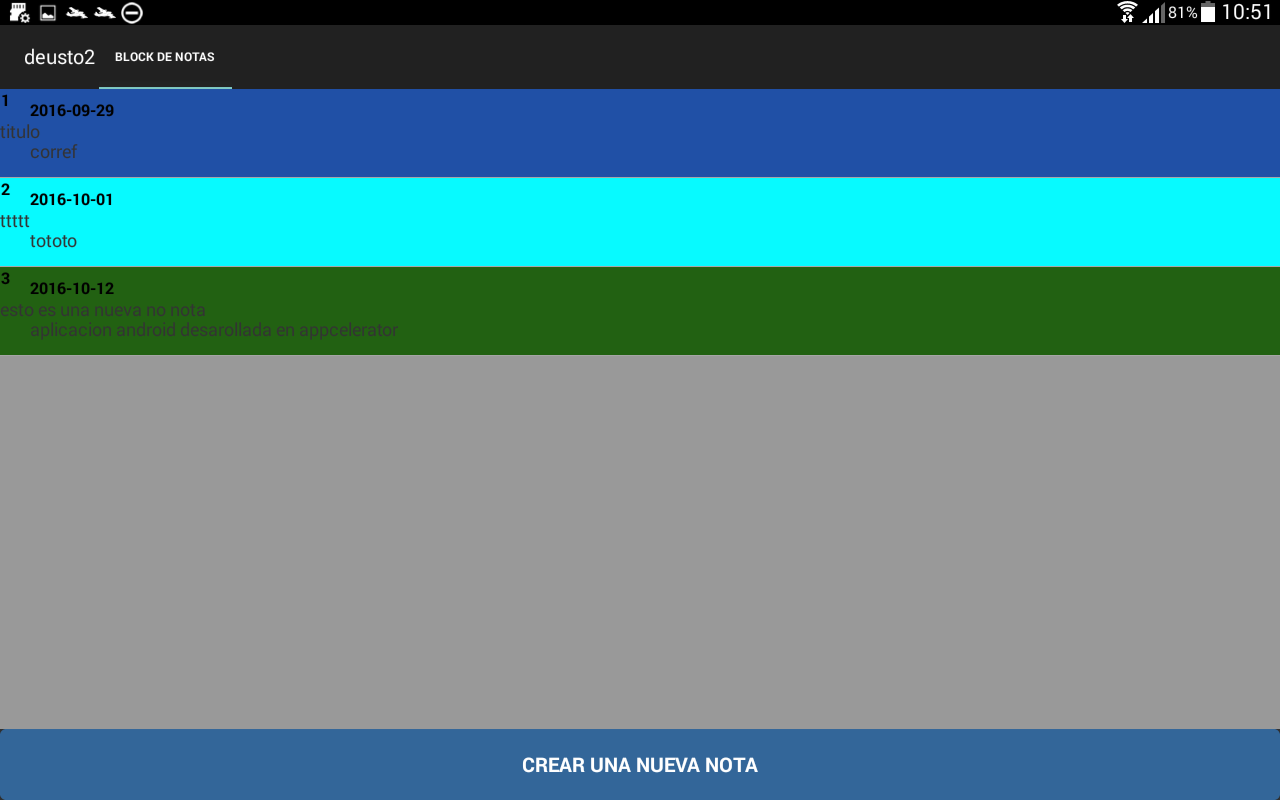 81% 10:51
deusto2 BLOCK DE NOTAS
1
2016-09-29
titulo
corref
2
2016-10-01
ttttt
tototo
3
2016-10-12
esto es una nueva no nota
aplicacion android desarollada en appcelerator
CREAR UNA NUEVA NOTA